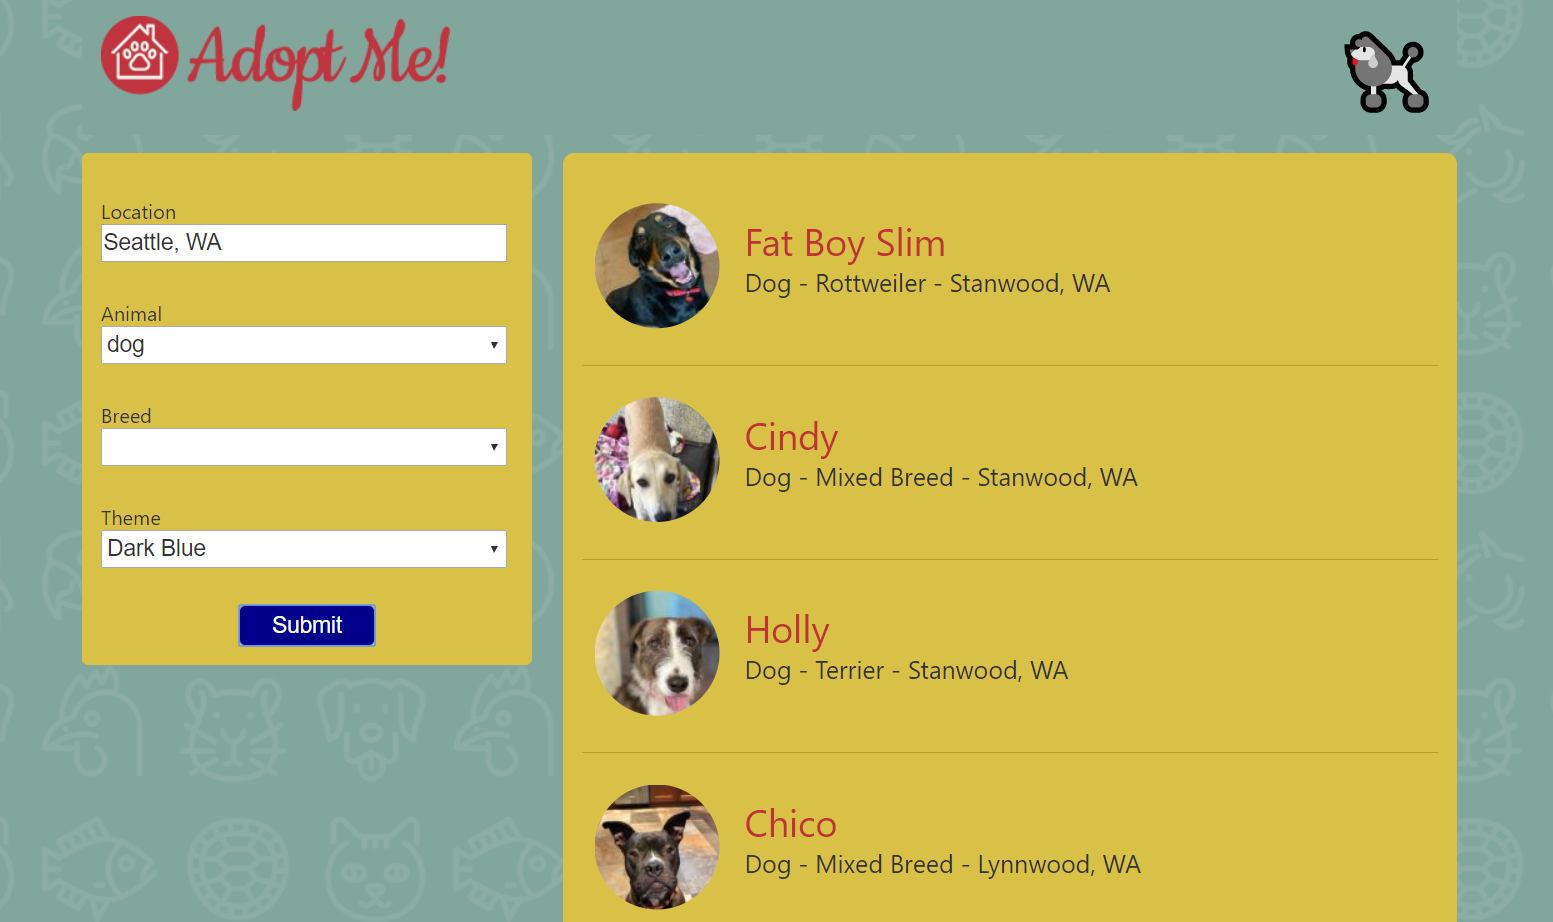 Adopt Me!
Location
Seattle, WA
Animal
dog
Breed
Theme
Dark Blue
Submit
Fat Boy Slim
Dog - Rottweiler - Stanwood, WA
Cindy
Dog - Mixed Breed - Stanwood, WA
Holly
Dog - Terrier - Stanwood, WA
Chico
Dog - Mixed Breed - Lynnwood, WA